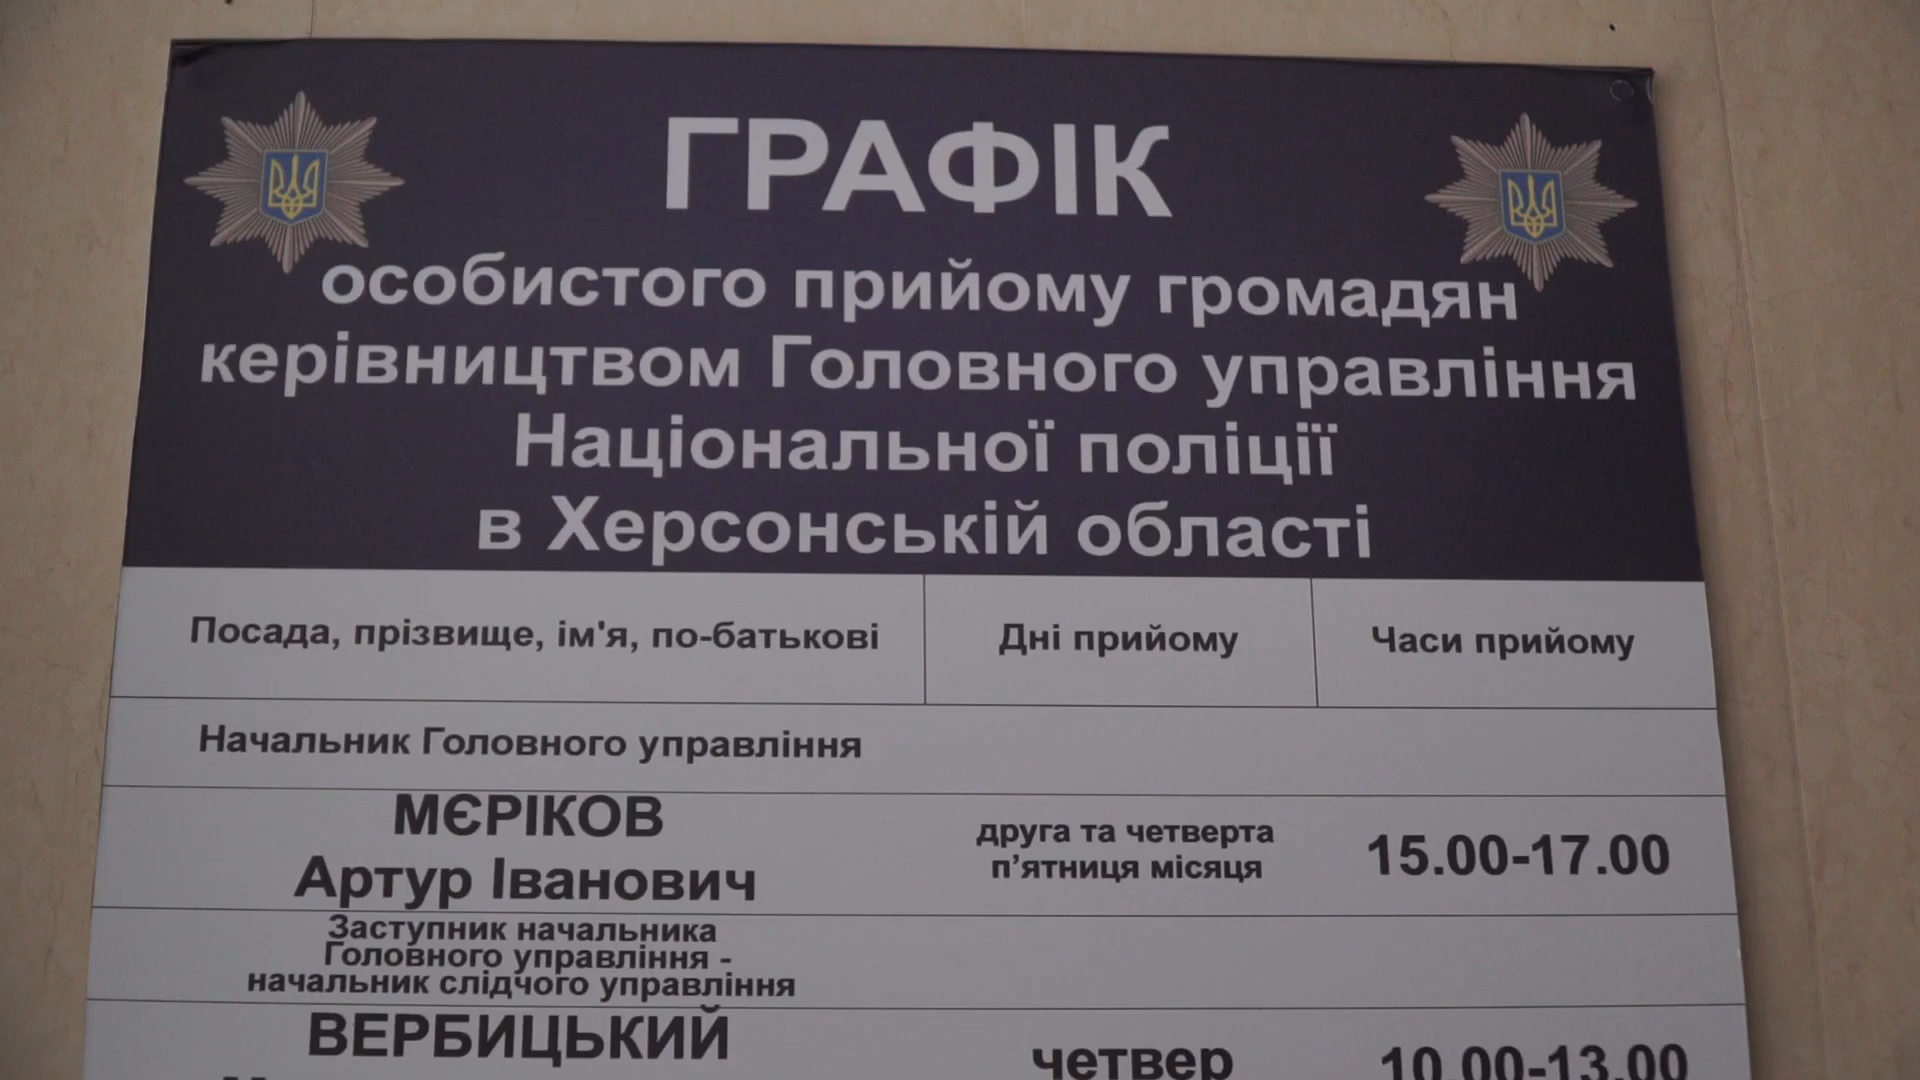 ГРАФІК
особистого прийому громадян
керівництвом Головного управління
Національної поліції
в Херсонській області
Посада, прізвище, ім'я, по-батькові Дні прийому Часи прийому
Начальник Головного управління
МЄРІКОВ
Артур Іванович
друга та четверта
п’ятниця місяця
15.00-17.00
Заступник начальника
Головного управління -
начальник слідчого управління
ВЕРБИЦЬКИЙ
четвер 10.00-13.00